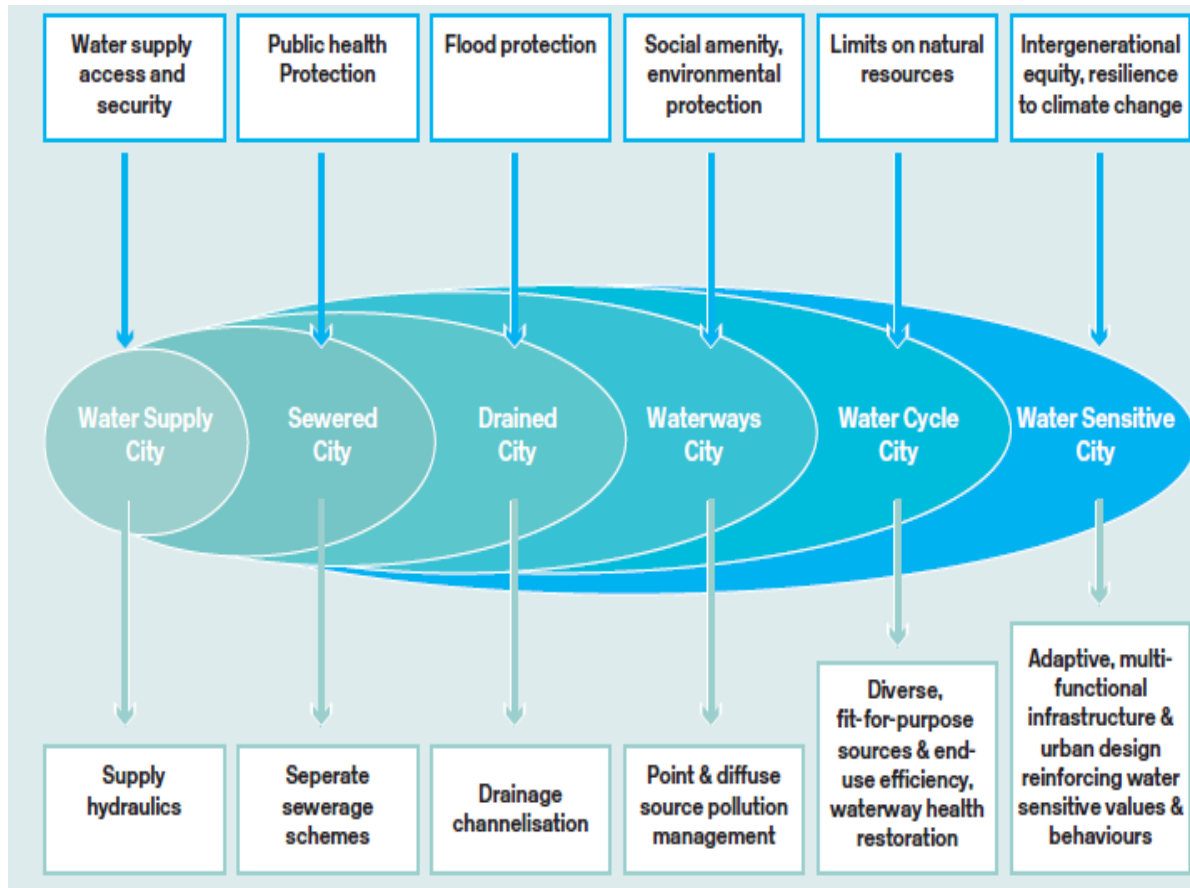 Water supply
access and
security
Public health
Protection
Flood protection
Social amenity,
environmental
protection
Limits on natural
resources
Intergenerational
equity, resilience
to climate change
Water Supply
City
Sewered
City
Drained
City
Waterways
City
Water Cycle
City
Water Sensitive
City
Supply
hydraulics
Seperate
sewerage
schemes
Drainage
channelisation
Point & diffuse
source pollution
management
Diverse,
fit-for-purpose
sources & end-
use efficiency,
waterway health
restoration
Adaptive, multi-
functional
infrastructure &
urban design
reinforcing water
sensitive values &
behaviours